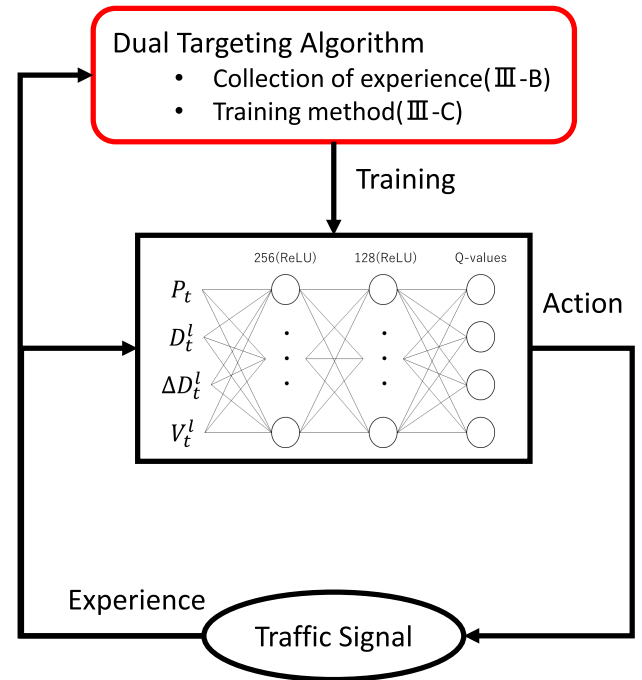 Dual Targeting Algorithm
• Collection of experience(Ⅲ-B)
• Training method(Ⅲ-C)
Training
256(ReLU) 128(ReLU) Q-values
P_t
D_t^l
ΔD_t^l
V_t^l
Action
Experience
Traffic Signal